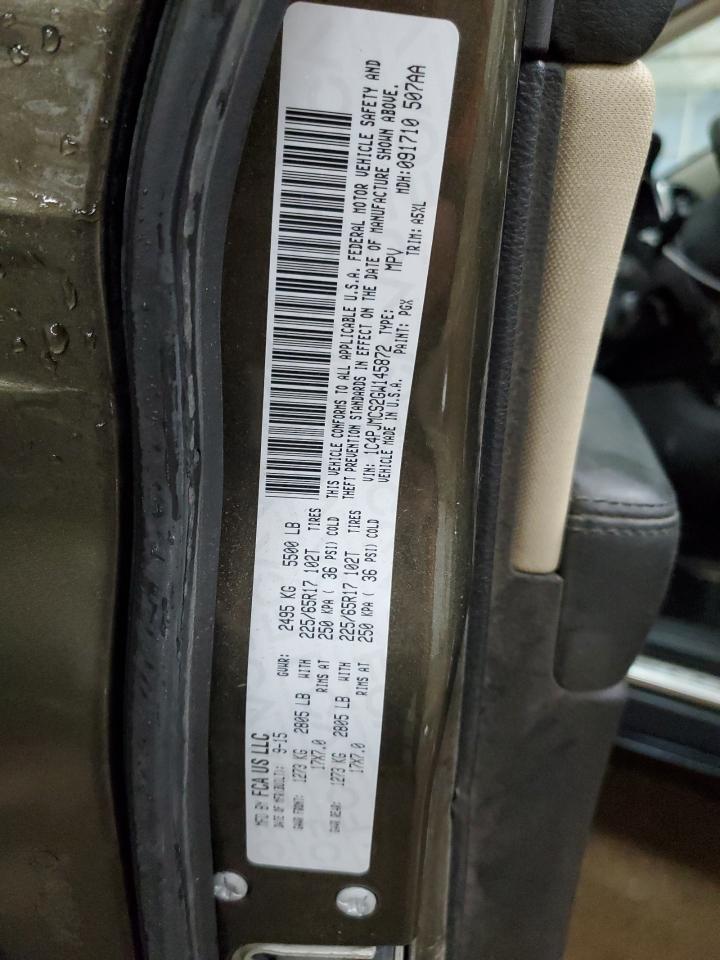 MFD BY FCA US LLC
DATE OF MFR(BUILT): 9-15 GVWR: 2495 KG 5500 LB
GAWR FRONT: 1273 KG 2805 LB WITH 225/65R17 102T TIRES
17X7.0 RIMS AT 250 KPA ( 36 PSI) COLD
GAWR REAR: 1273 KG 2805 LB WITH 225/65R17 102T TIRES
17X7.0 RIMS AT 250 KPA ( 36 PSI) COLD
THIS VEHICLE CONFORMS TO ALL APPLICABLE U.S.A. FEDERAL MOTOR VEHICLE SAFETY AND
THEFT PREVENTION STANDARDS IN EFFECT ON THE DATE OF MANUFACTURE SHOWN ABOVE.
VIN: 1C4PJMCS2GW145872 TYPE: MPV MDH:091710 507AA
VEHICLE MADE IN U.S.A. PAINT: PGX TRIM: A5XL